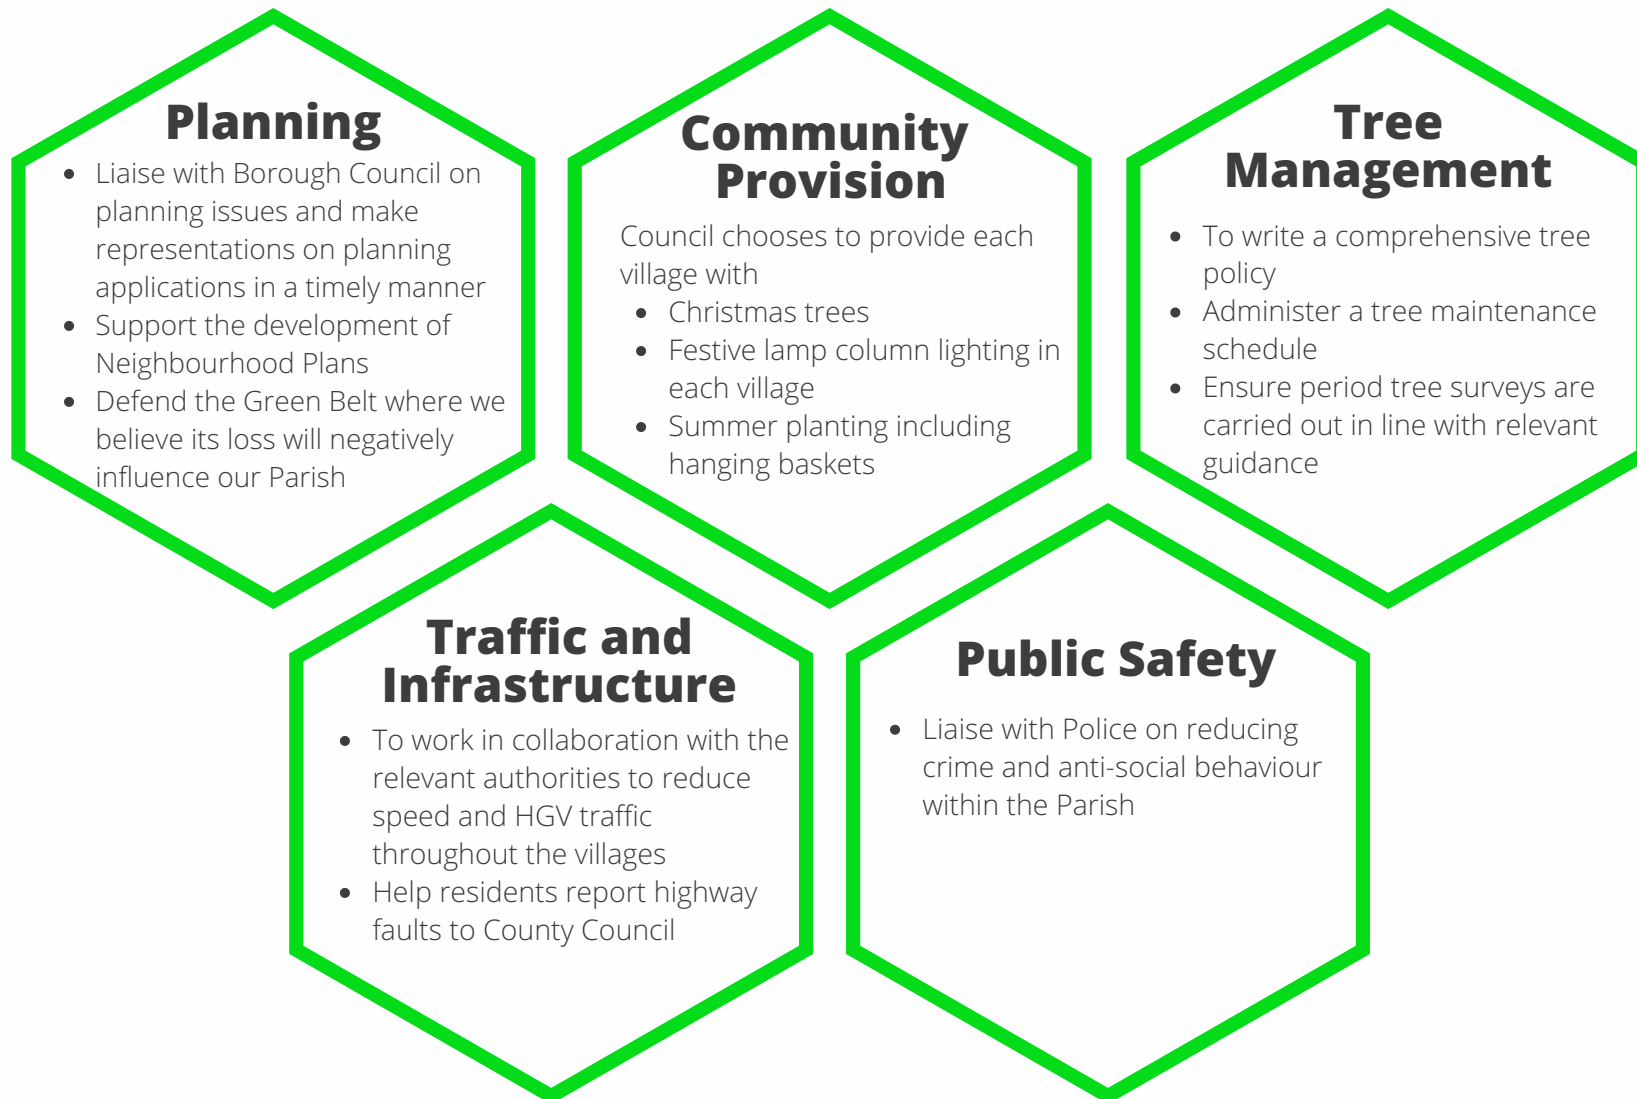 Planning
• Liaise with Borough Council on
planning issues and make
representations on planning
applications in a timely manner
• Support the development of
Neighbourhood Plans
• Defend the Green Belt where we
believe its loss will negatively
influence our Parish
Community
Provision
Council chooses to provide each
village with
• Christmas trees
• Festive lamp column lighting in
each village
• Summer planting including
hanging baskets
Tree
Management
• To write a comprehensive tree
policy
• Administer a tree maintenance
schedule
• Ensure period tree surveys are
carried out in line with relevant
guidance
Traffic and
Infrastructure
• To work in collaboration with the
relevant authorities to reduce
speed and HGV traffic
throughout the villages
• Help residents report highway
faults to County Council
Public Safety
• Liaise with Police on reducing
crime and anti-social behaviour
within the Parish